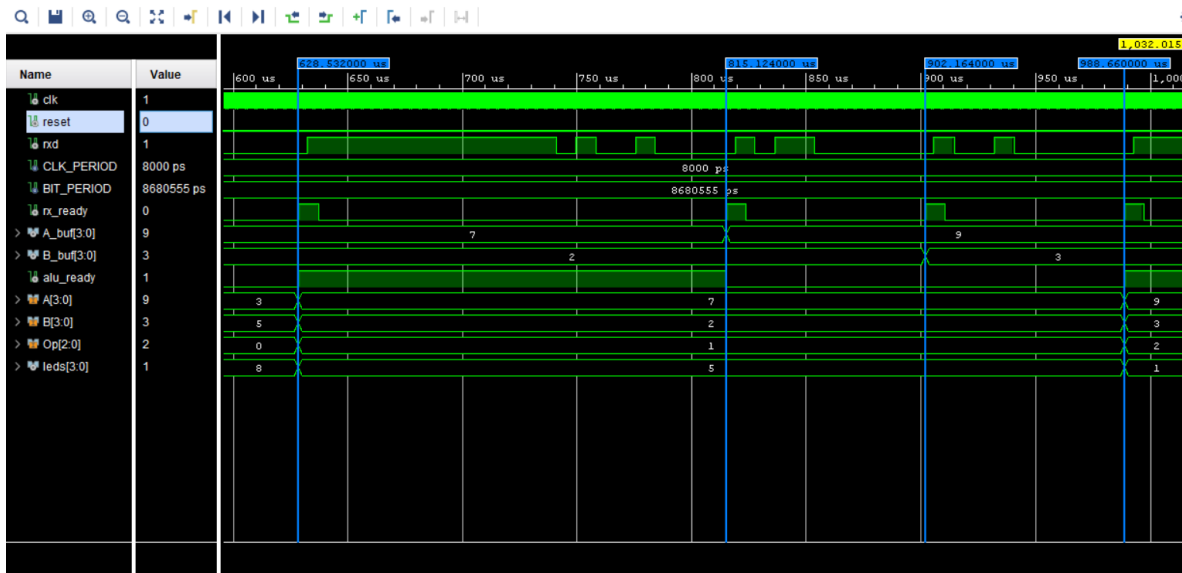 1,032.015
628.532000 us 815.124000 us 902.164000 us 988.660000 us
Name Value
600 us 650 us 700 us 750 us 800 us 850 us 900 us 950 us 1,000
clk 1
reset 0
rxd 1
CLK_PERIOD 8000 ps 8000 ps
BIT_PERIOD 8680555 ps 8680555 ps
rx_ready 0
A_buf[3:0] 9 7 9
B_buf[3:0] 3 2 3
alu_ready 1
A[3:0] 9 3 7 9
B[3:0] 3 5 2 3
Op[2:0] 2 0 1 2
leds[3:0] 1 8 5 1